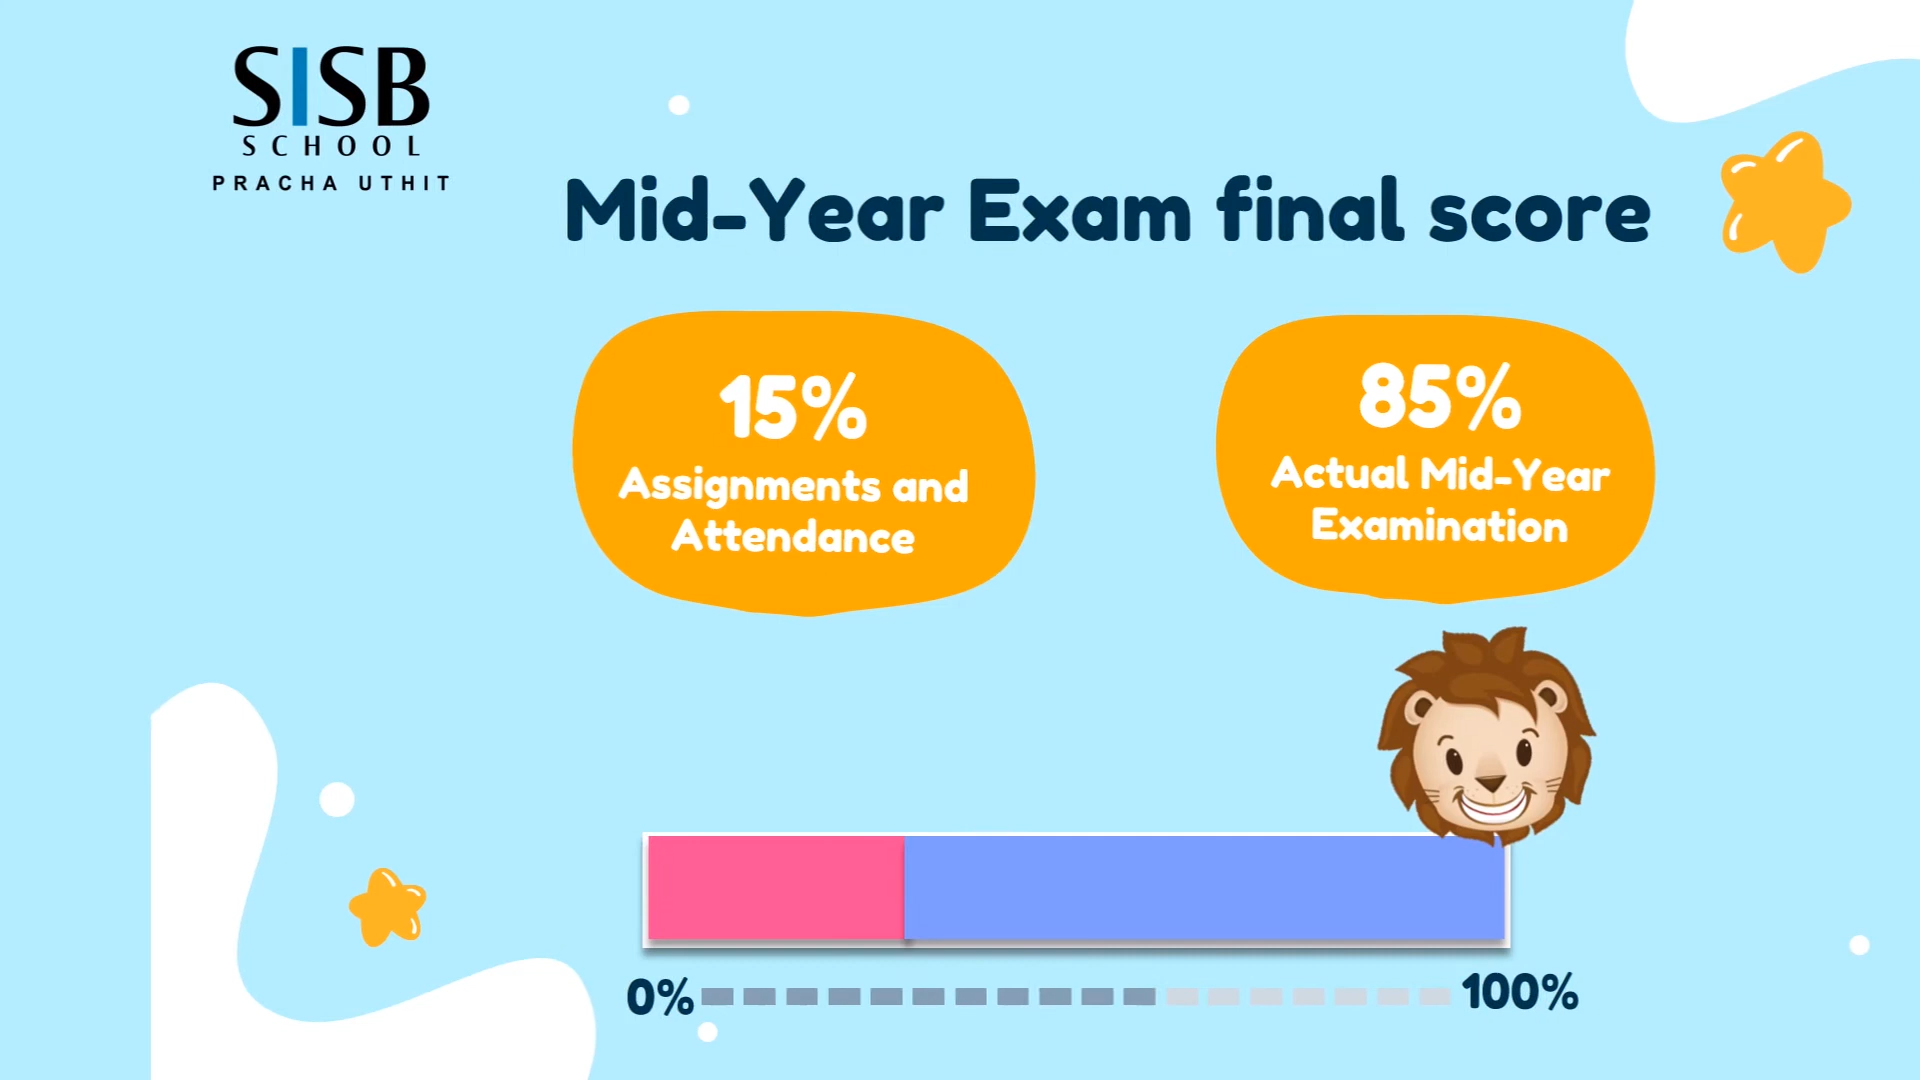 SISB
SCHOOL
PRACHA UTHIT
Mid-Year Exam final score
15%
Assignments and
Attendance
85%
Actual Mid-Year
Examination
0%
100%